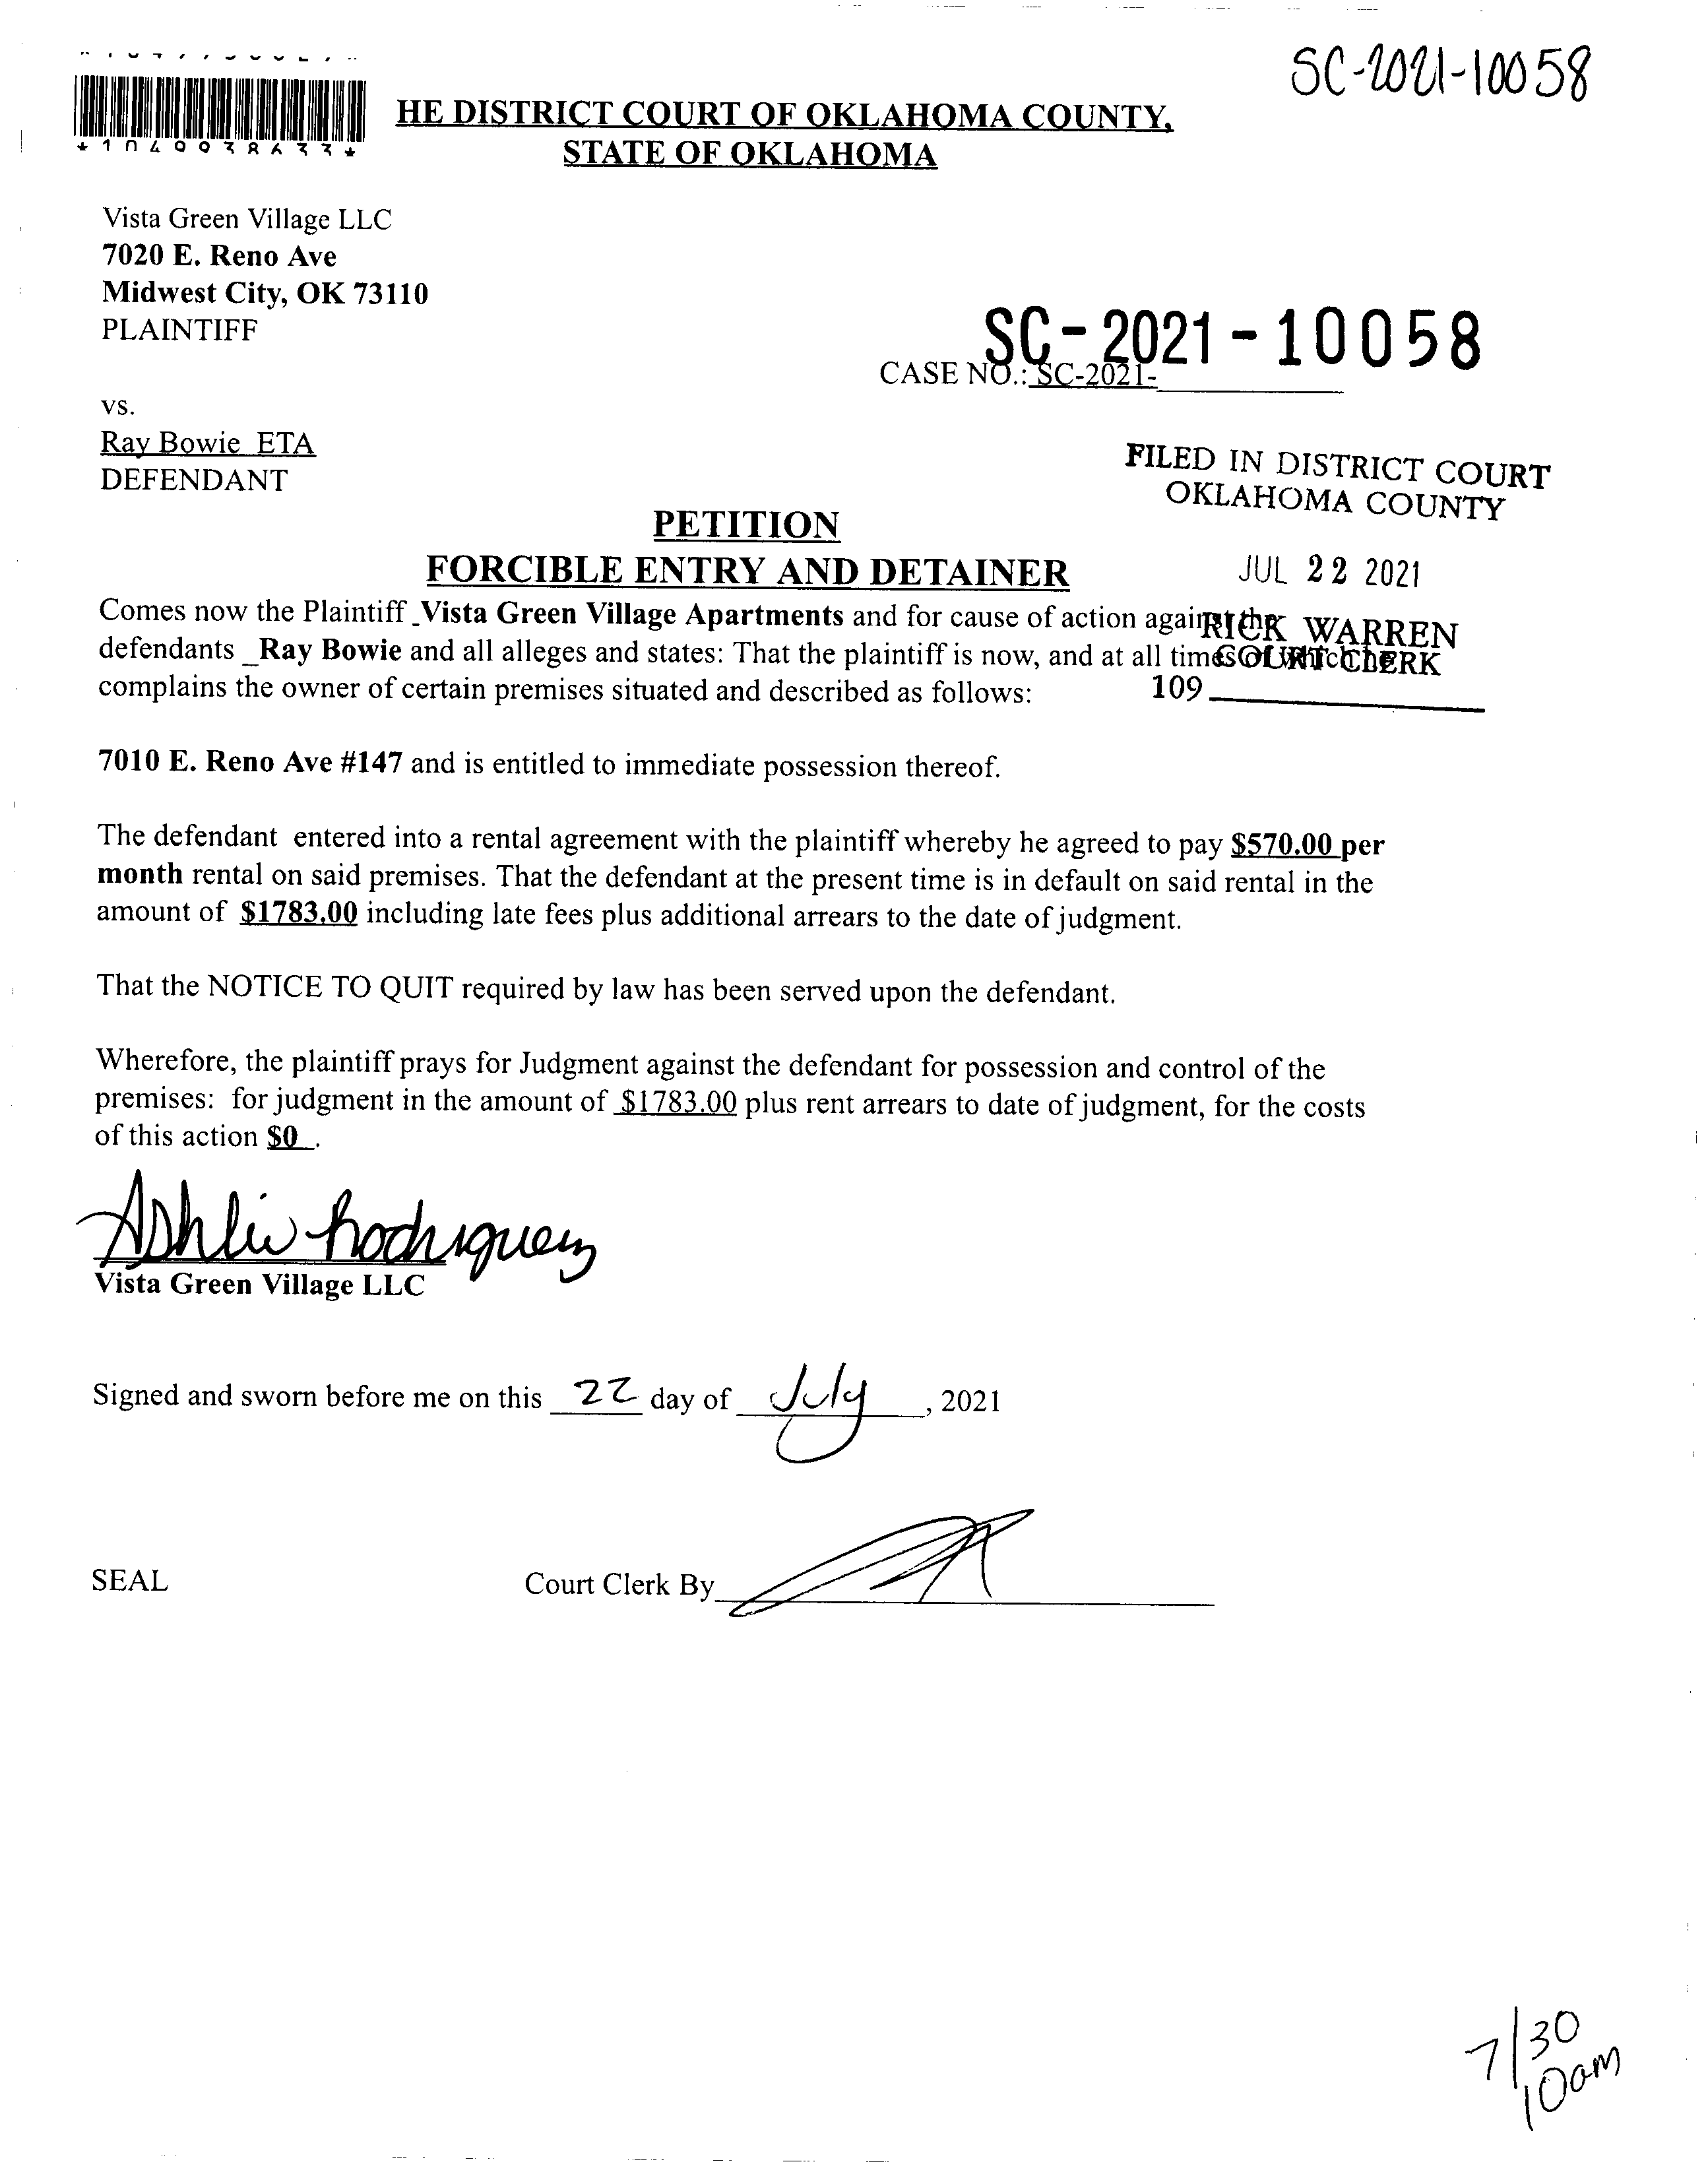 SC-2021-10058
HE DISTRICT COURT OF OKLAHOMA COUNTY,
STATE OF OKLAHOMA
Vista Green Village LLC
7020 E. Reno Ave
Midwest City, OK 73110
PLAINTIFF
SC-2021-10058
CASE NO.: SC-2021-
vs.
Ray Bowie ETA
DEFENDANT
FILED IN DISTRICT COURT
OKLAHOMA COUNTY
PETITION
FORCIBLE ENTRY AND DETAINER
JUL 22 2021
Comes now the Plaintiff Vista Green Village Apartments and for cause of action against the
RICK WARREN
defendants Ray Bowie and all alleges and states: That the plaintiff is now, and at all times of which he
COURT CLERK
complains the owner of certain premises situated and described as follows:
109
7010 E. Reno Ave #147 and is entitled to immediate possession thereof.
The defendant entered into a rental agreement with the plaintiff whereby he agreed to pay $570.00 per
month rental on said premises. That the defendant at the present time is in default on said rental in the
amount of $1783.00 including late fees plus additional arrears to the date of judgment.
That the NOTICE TO QUIT required by law has been served upon the defendant.
Wherefore, the plaintiff prays for Judgment against the defendant for possession and control of the
premises: for judgment in the amount of $1783.00 plus rent arrears to date of judgment, for the costs
of this action $0 .
Ashlie Rodriguez
Vista Green Village LLC
Signed and sworn before me on this 22 day of July, 2021
SEAL
Court Clerk By
7/30
10am